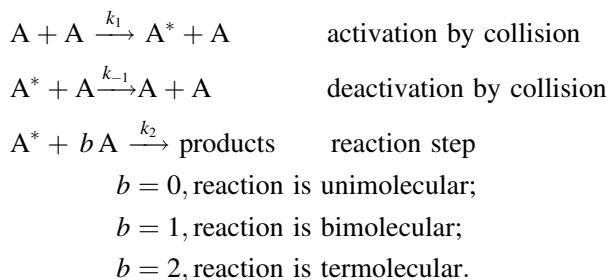 A + A —k₁→ A* + A activation by collision
A* + A —k₋₁→ A + A deactivation by collision
A* + b A —k₂→ products reaction step
b = 0, reaction is unimolecular;
b = 1, reaction is bimolecular;
b = 2, reaction is termolecular.